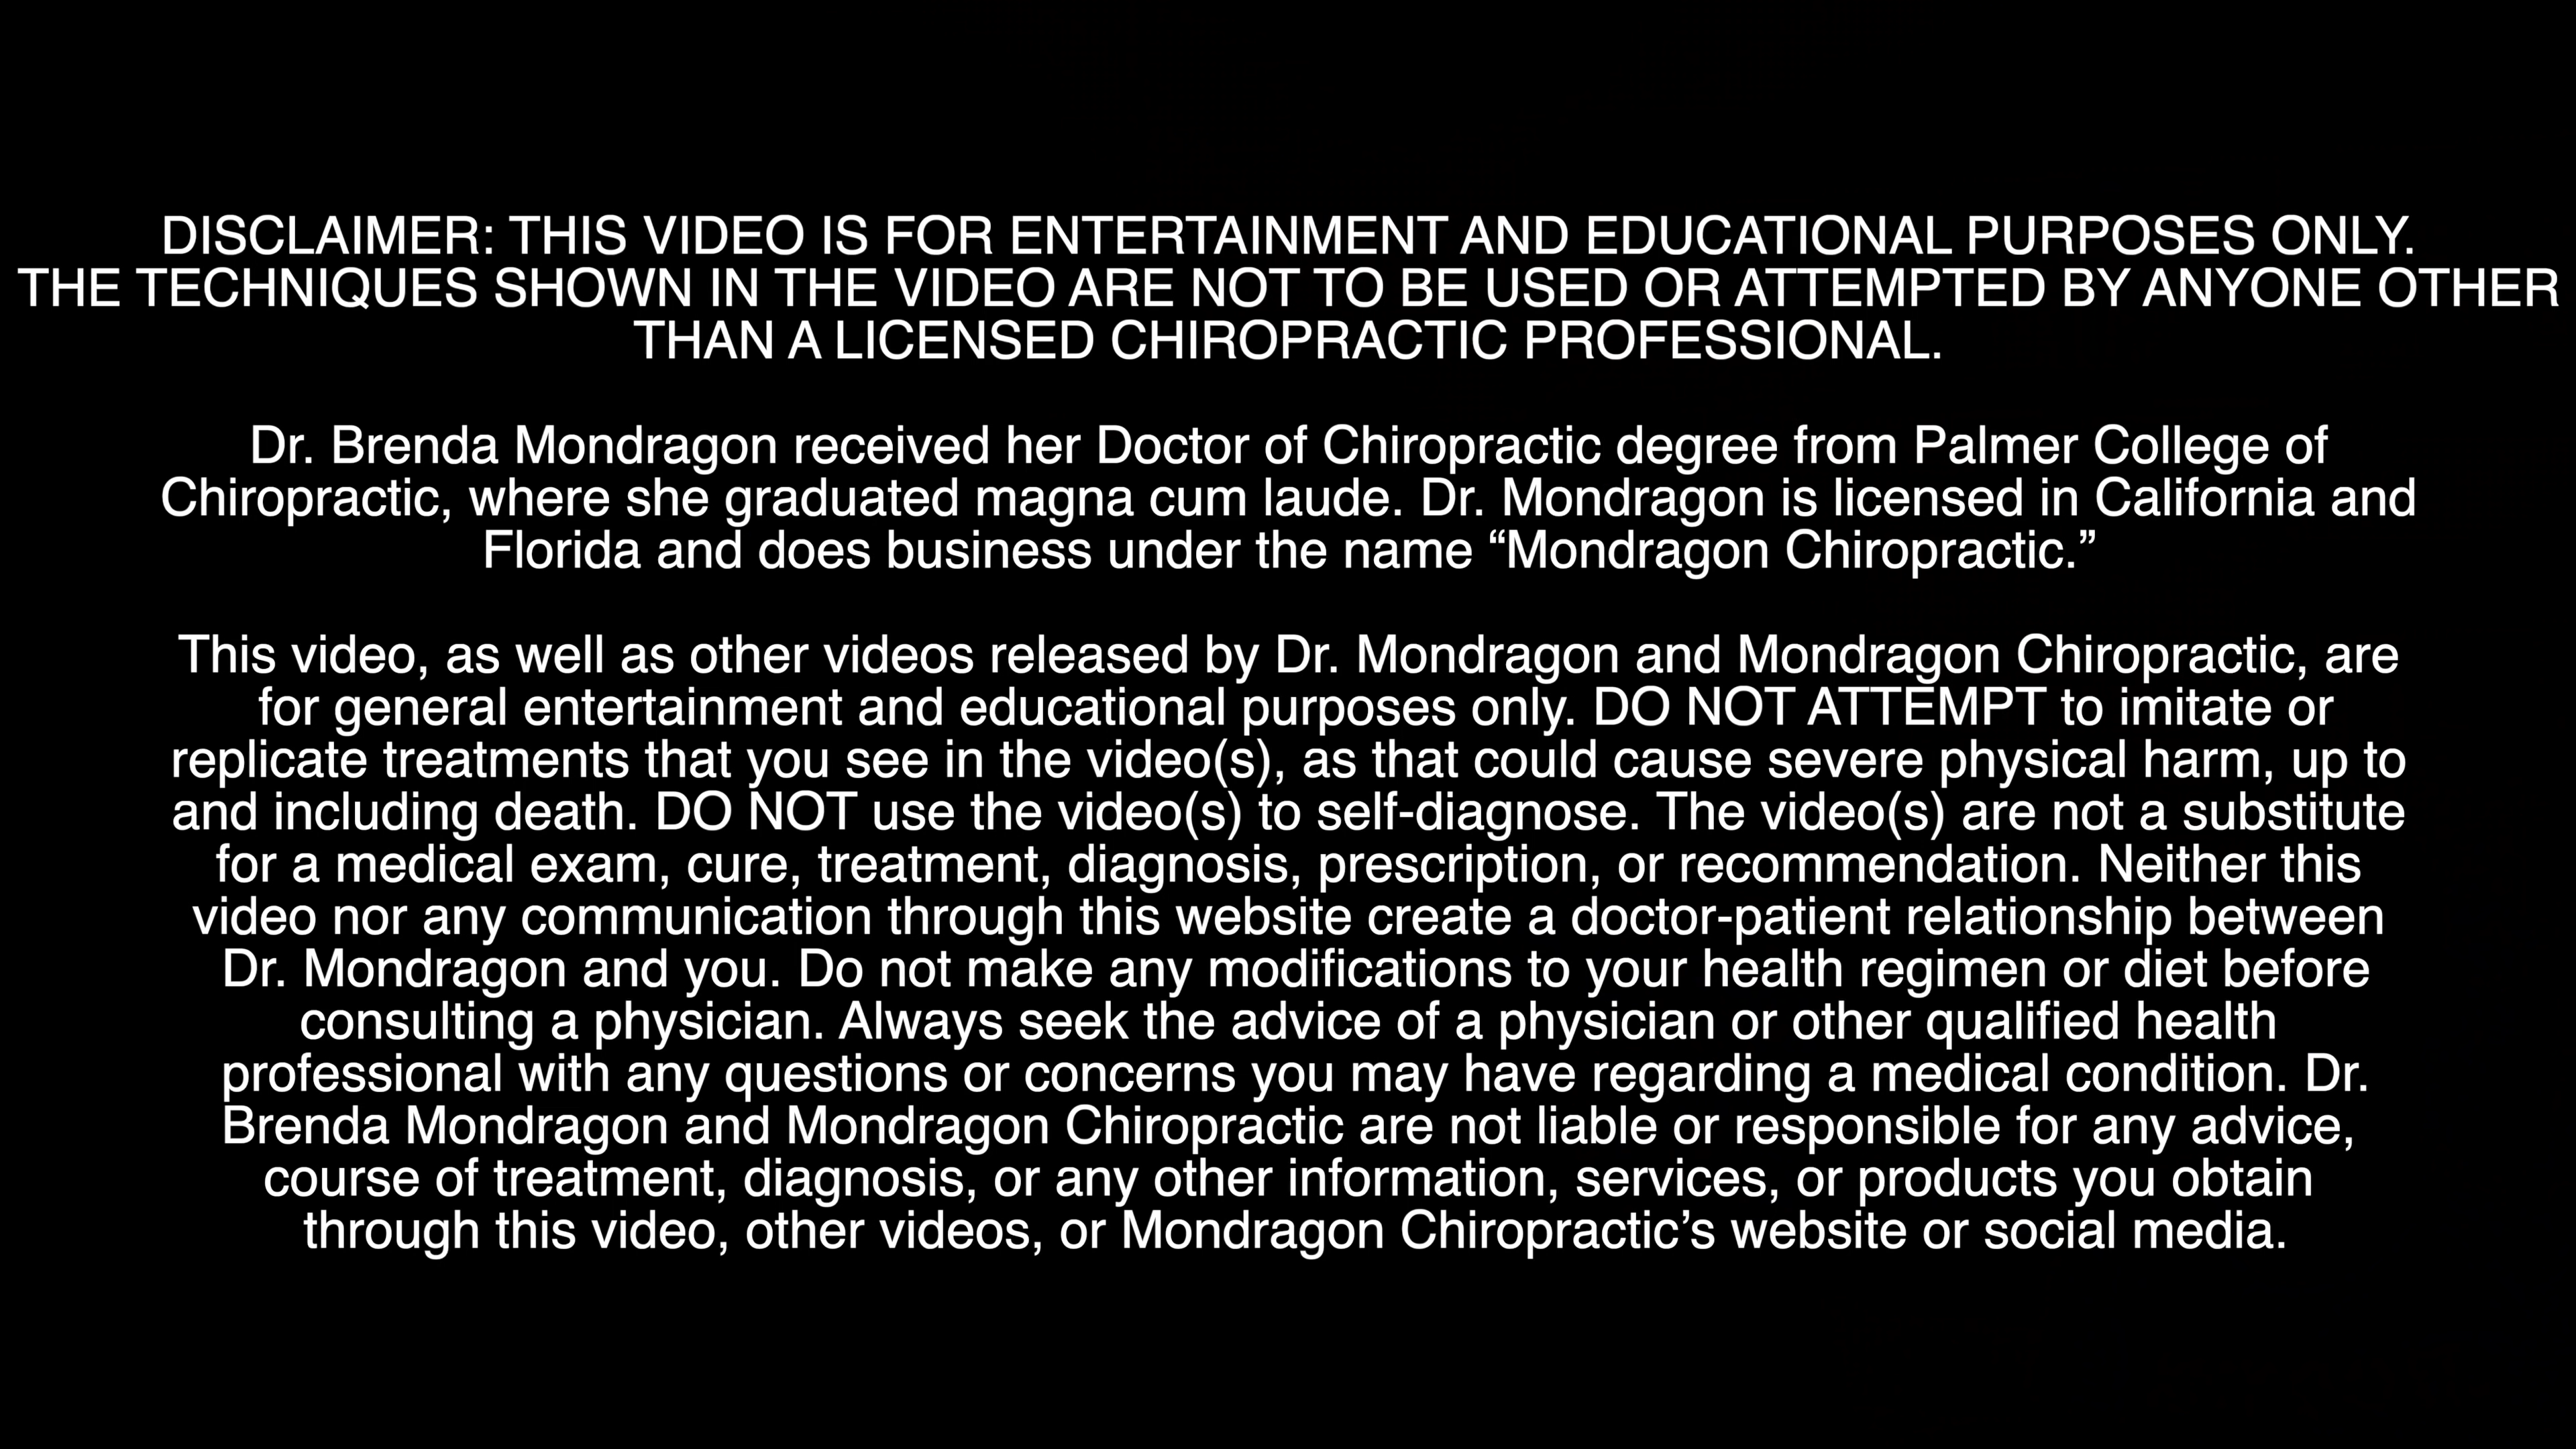 DISCLAIMER: THIS VIDEO IS FOR ENTERTAINMENT AND EDUCATIONAL PURPOSES ONLY.
THE TECHNIQUES SHOWN IN THE VIDEO ARE NOT TO BE USED OR ATTEMPTED BY ANYONE OTHER
THAN A LICENSED CHIROPRACTIC PROFESSIONAL.
Dr. Brenda Mondragon received her Doctor of Chiropractic degree from Palmer College of
Chiropractic, where she graduated magna cum laude. Dr. Mondragon is licensed in California and
Florida and does business under the name “Mondragon Chiropractic.”
This video, as well as other videos released by Dr. Mondragon and Mondragon Chiropractic, are
for general entertainment and educational purposes only. DO NOT ATTEMPT to imitate or
replicate treatments that you see in the video(s), as that could cause severe physical harm, up to
and including death. DO NOT use the video(s) to self-diagnose. The video(s) are not a substitute
for a medical exam, cure, treatment, diagnosis, prescription, or recommendation. Neither this
video nor any communication through this website create a doctor-patient relationship between
Dr. Mondragon and you. Do not make any modifications to your health regimen or diet before
consulting a physician. Always seek the advice of a physician or other qualified health
professional with any questions or concerns you may have regarding a medical condition. Dr.
Brenda Mondragon and Mondragon Chiropractic are not liable or responsible for any advice,
course of treatment, diagnosis, or any other information, services, or products you obtain
through this video, other videos, or Mondragon Chiropractic’s website or social media.